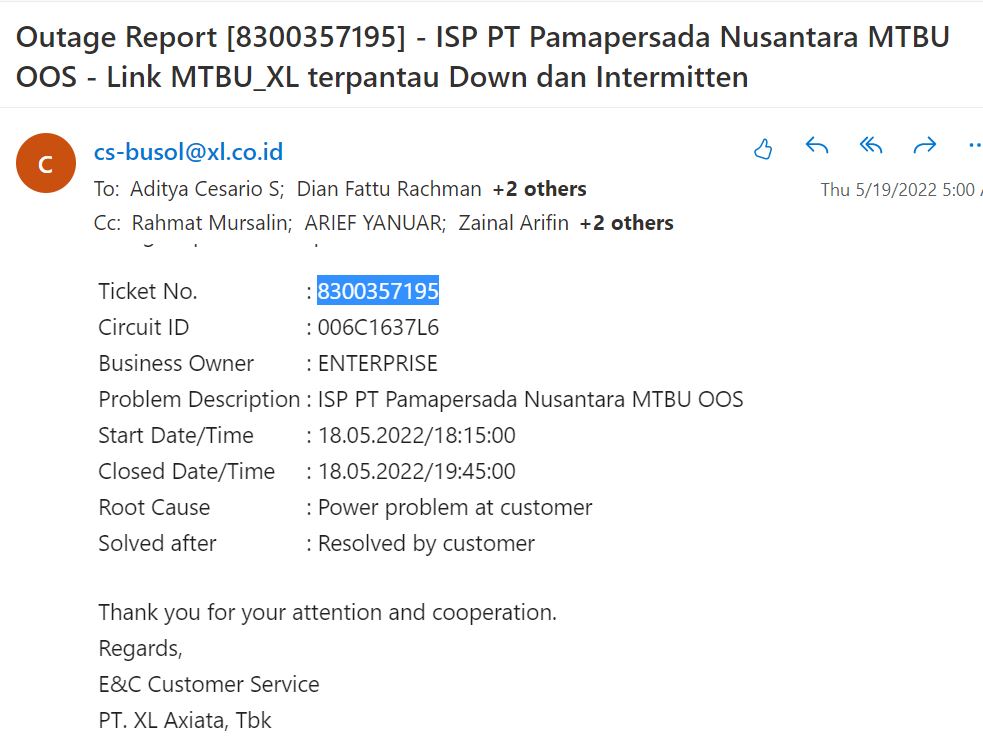 Outage Report [8300357195] - ISP PT Pamapersada Nusantara MTBU
OOS - Link MTBU_XL terpantau Down dan Intermitten
C
cs-busol@xl.co.id
To: Aditya Cesario S; Dian Fattu Rachman +2 others
Thu 5/19/2022 5:00
Cc: Rahmat Mursalin; ARIEF YANUAR; Zainal Arifin +2 others
Ticket No. : 8300357195
Circuit ID : 006C1637L6
Business Owner : ENTERPRISE
Problem Description : ISP PT Pamapersada Nusantara MTBU OOS
Start Date/Time : 18.05.2022/18:15:00
Closed Date/Time : 18.05.2022/19:45:00
Root Cause : Power problem at customer
Solved after : Resolved by customer
Thank you for your attention and cooperation.
Regards,
E&C Customer Service
PT. XL Axiata, Tbk